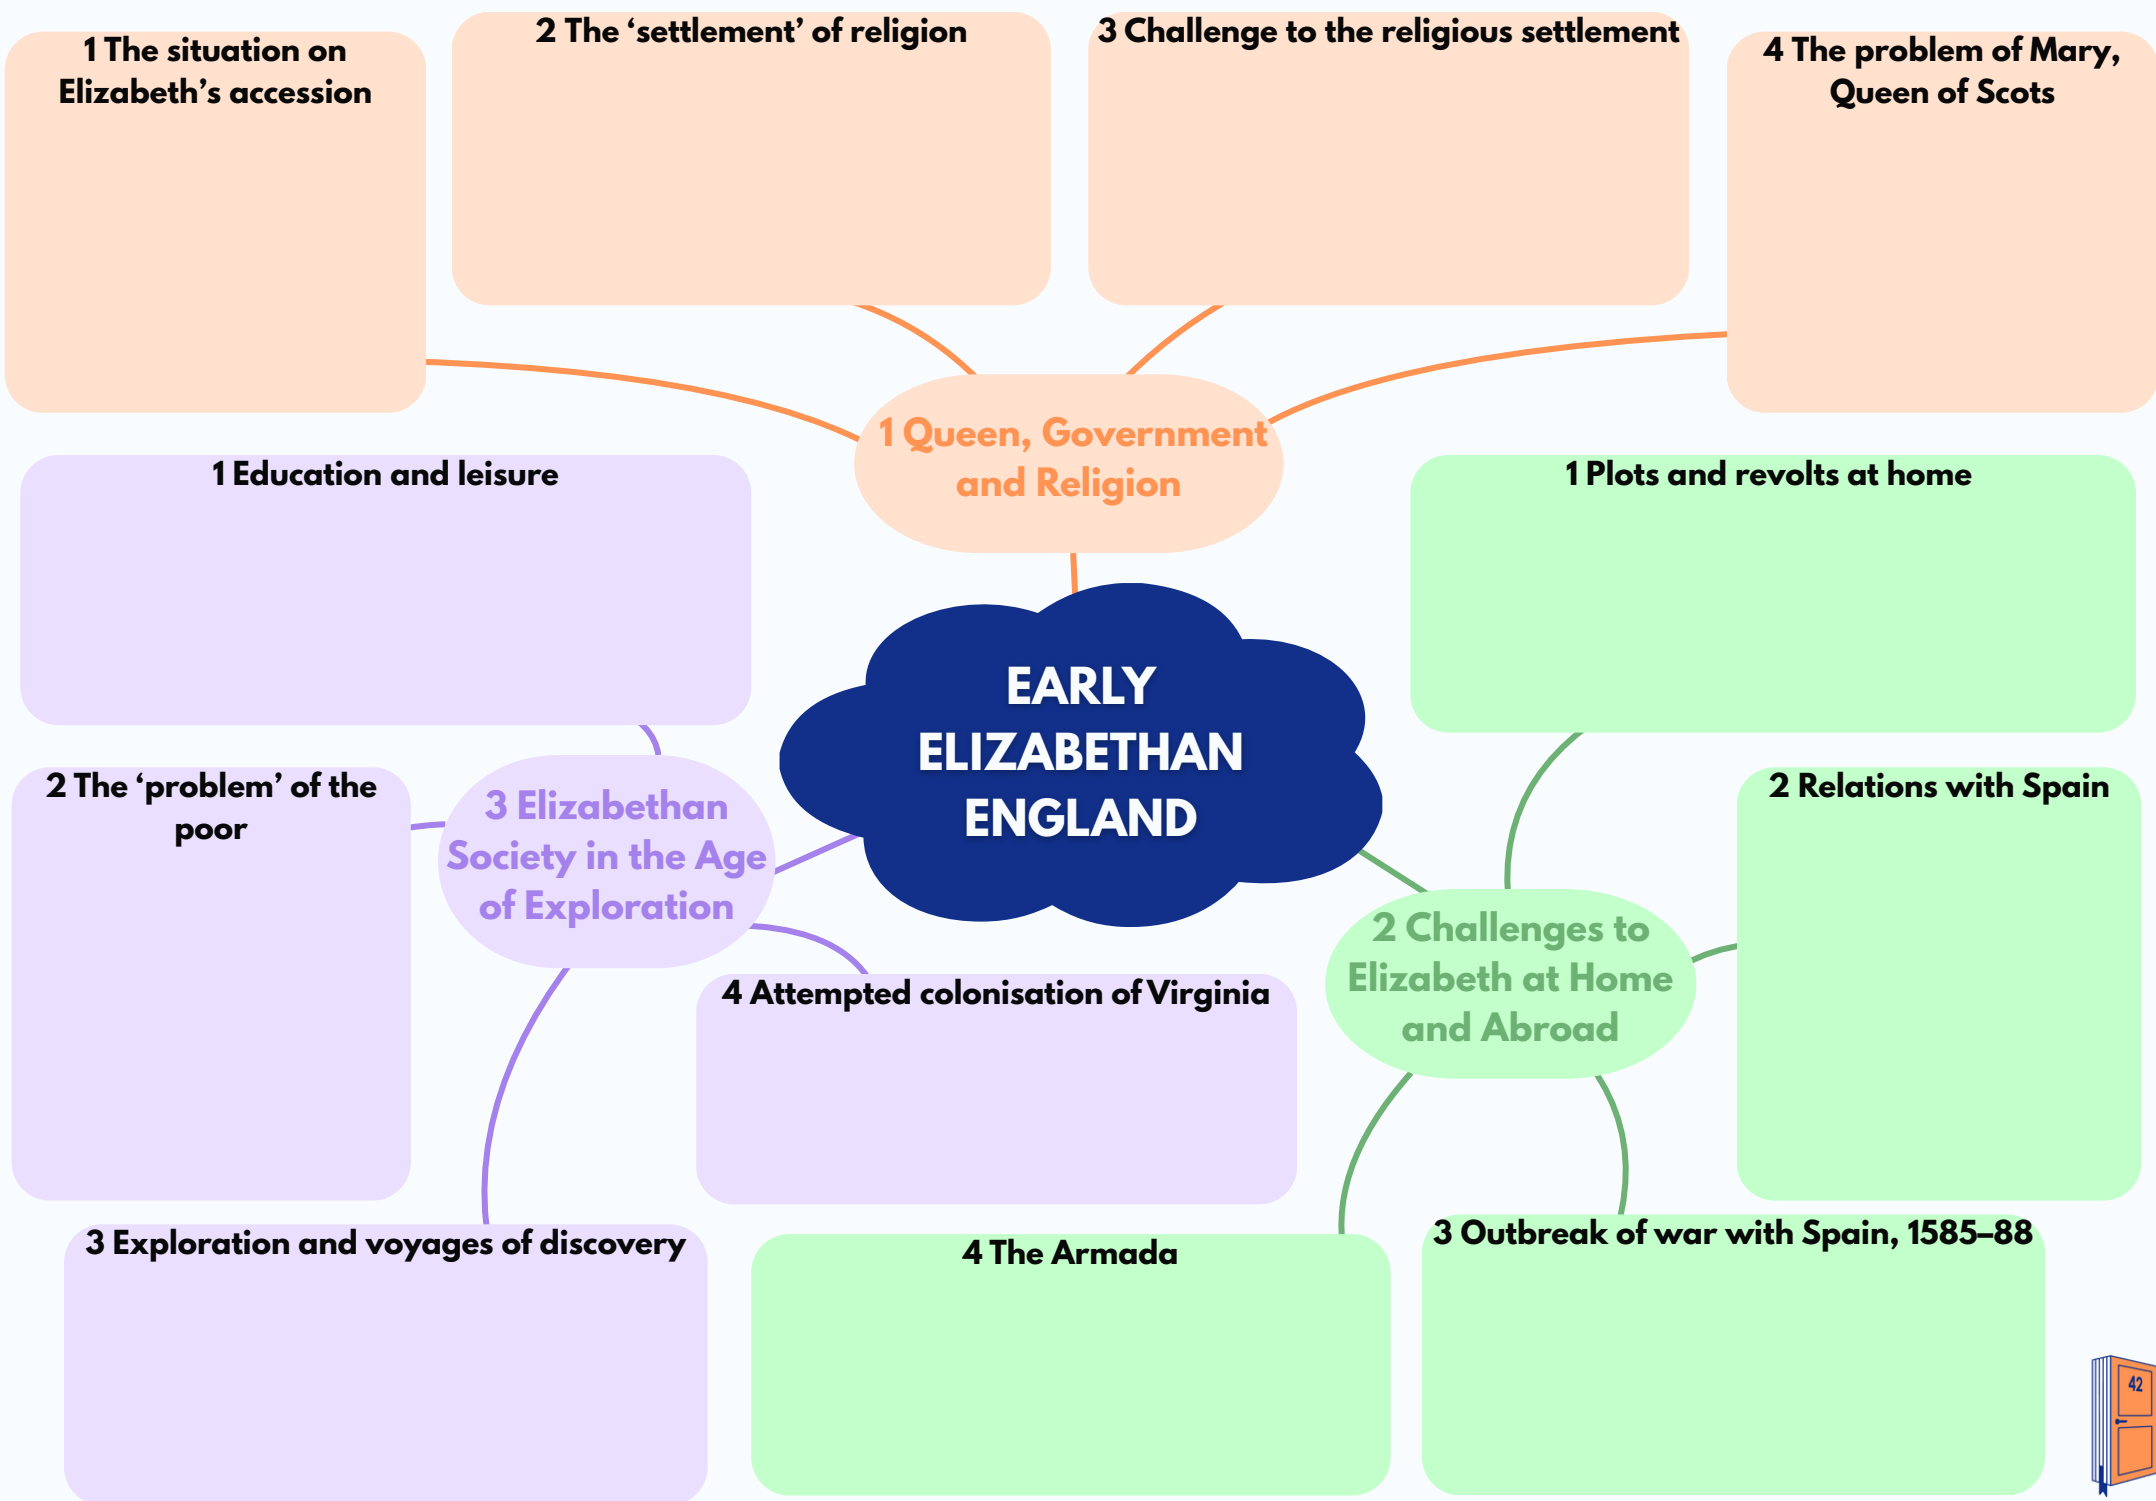 1 The situation on
Elizabeth’s accession
2 The ‘settlement’ of religion
3 Challenge to the religious settlement
4 The problem of Mary,
Queen of Scots
1 Queen, Government
and Religion
1 Education and leisure
1 Plots and revolts at home
EARLY
ELIZABETHAN
ENGLAND
2 The ‘problem’ of the
poor
3 Elizabethan
Society in the Age
of Exploration
2 Relations with Spain
2 Challenges to
Elizabeth at Home
and Abroad
4 Attempted colonisation of Virginia
3 Exploration and voyages of discovery
4 The Armada
3 Outbreak of war with Spain, 1585–88
42